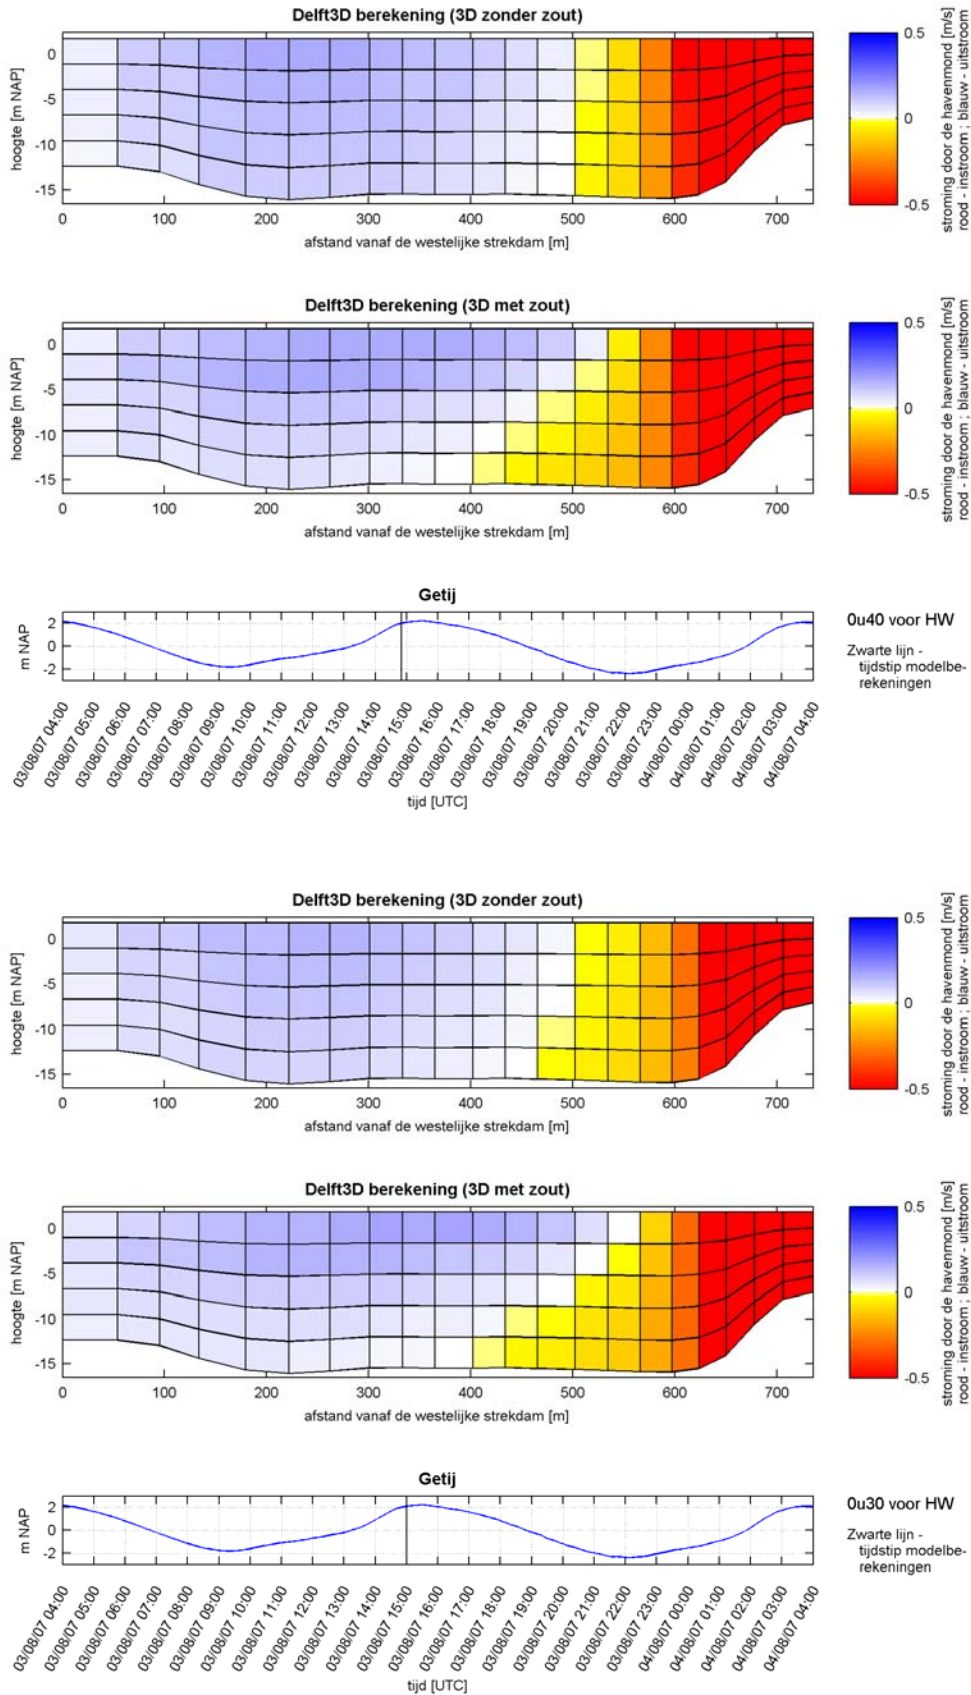 Delft3D berekening (3D zonder zout)
hoogte [m NAP]
0
-5
-10
-15
0 100 200 300 400 500 600 700
afstand vanaf de westelijke strekdam [m]
0.5
0
-0.5
stroming door de havenmond [m/s]
rood - instroom ; blauw - uitstroom
Delft3D berekening (3D met zout)
hoogte [m NAP]
0
-5
-10
-15
0 100 200 300 400 500 600 700
afstand vanaf de westelijke strekdam [m]
0.5
0
-0.5
stroming door de havenmond [m/s]
rood - instroom ; blauw - uitstroom
Getij
m NAP
2
0
-2
03/08/07 04:00
03/08/07 05:00
03/08/07 06:00
03/08/07 07:00
03/08/07 08:00
03/08/07 09:00
03/08/07 10:00
03/08/07 11:00
03/08/07 12:00
03/08/07 13:00
03/08/07 14:00
03/08/07 15:00
03/08/07 16:00
03/08/07 17:00
03/08/07 18:00
03/08/07 19:00
03/08/07 20:00
03/08/07 21:00
03/08/07 22:00
03/08/07 23:00
04/08/07 00:00
04/08/07 01:00
04/08/07 02:00
04/08/07 03:00
04/08/07 04:00
tijd [UTC]
0u40 voor HW
Zwarte lijn -
tijdstip modelbe-
rekeningen
Delft3D berekening (3D zonder zout)
hoogte [m NAP]
0
-5
-10
-15
0 100 200 300 400 500 600 700
afstand vanaf de westelijke strekdam [m]
0.5
0
-0.5
stroming door de havenmond [m/s]
rood - instroom ; blauw - uitstroom
Delft3D berekening (3D met zout)
hoogte [m NAP]
0
-5
-10
-15
0 100 200 300 400 500 600 700
afstand vanaf de westelijke strekdam [m]
0.5
0
-0.5
stroming door de havenmond [m/s]
rood - instroom ; blauw - uitstroom
Getij
m NAP
2
0
-2
03/08/07 04:00
03/08/07 05:00
03/08/07 06:00
03/08/07 07:00
03/08/07 08:00
03/08/07 09:00
03/08/07 10:00
03/08/07 11:00
03/08/07 12:00
03/08/07 13:00
03/08/07 14:00
03/08/07 15:00
03/08/07 16:00
03/08/07 17:00
03/08/07 18:00
03/08/07 19:00
03/08/07 20:00
03/08/07 21:00
03/08/07 22:00
03/08/07 23:00
04/08/07 00:00
04/08/07 01:00
04/08/07 02:00
04/08/07 03:00
04/08/07 04:00
tijd [UTC]
0u30 voor HW
Zwarte lijn -
tijdstip modelbe-
rekeningen